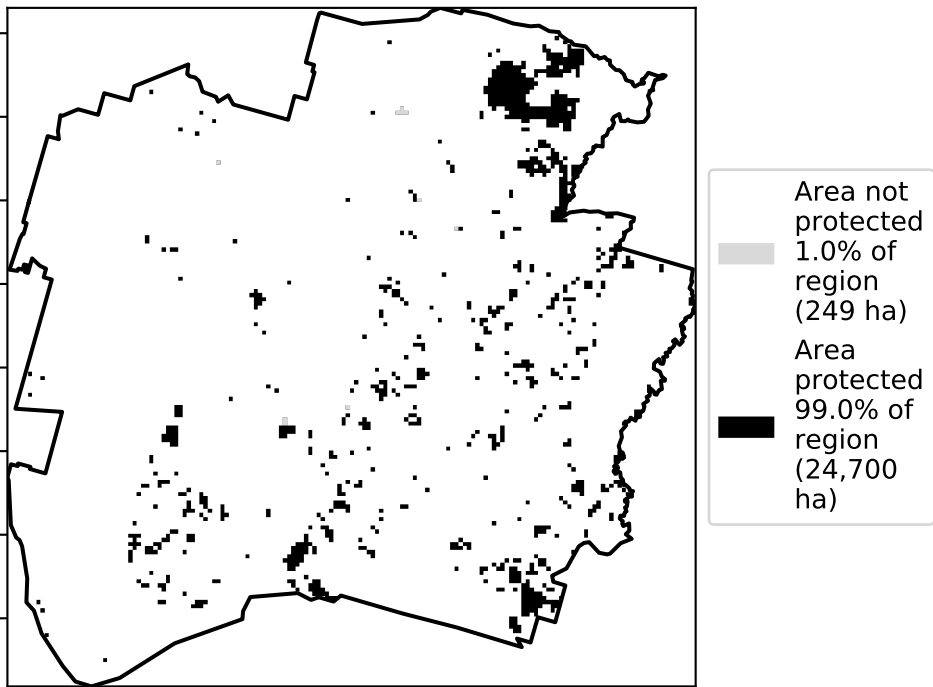 Area not
protected
1.0% of
region
(249 ha)
Area
protected
99.0% of
region
(24,700
ha)